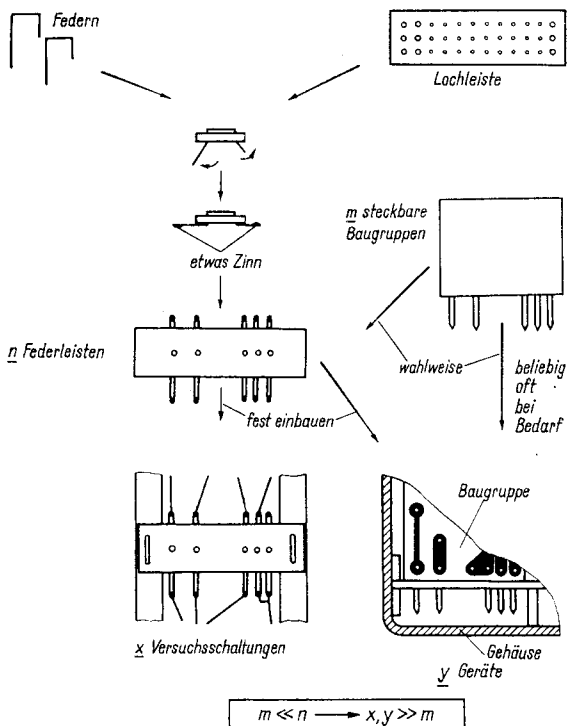 Federn
Lochleiste
m steckbare
Baugruppen
etwas Zinn
n Federleisten
wahlweise
beliebig
oft
bei
Bedarf
fest einbauen
Baugruppe
x Versuchsschaltungen
Gehäuse
y Geräte
m << n → x, y >> m